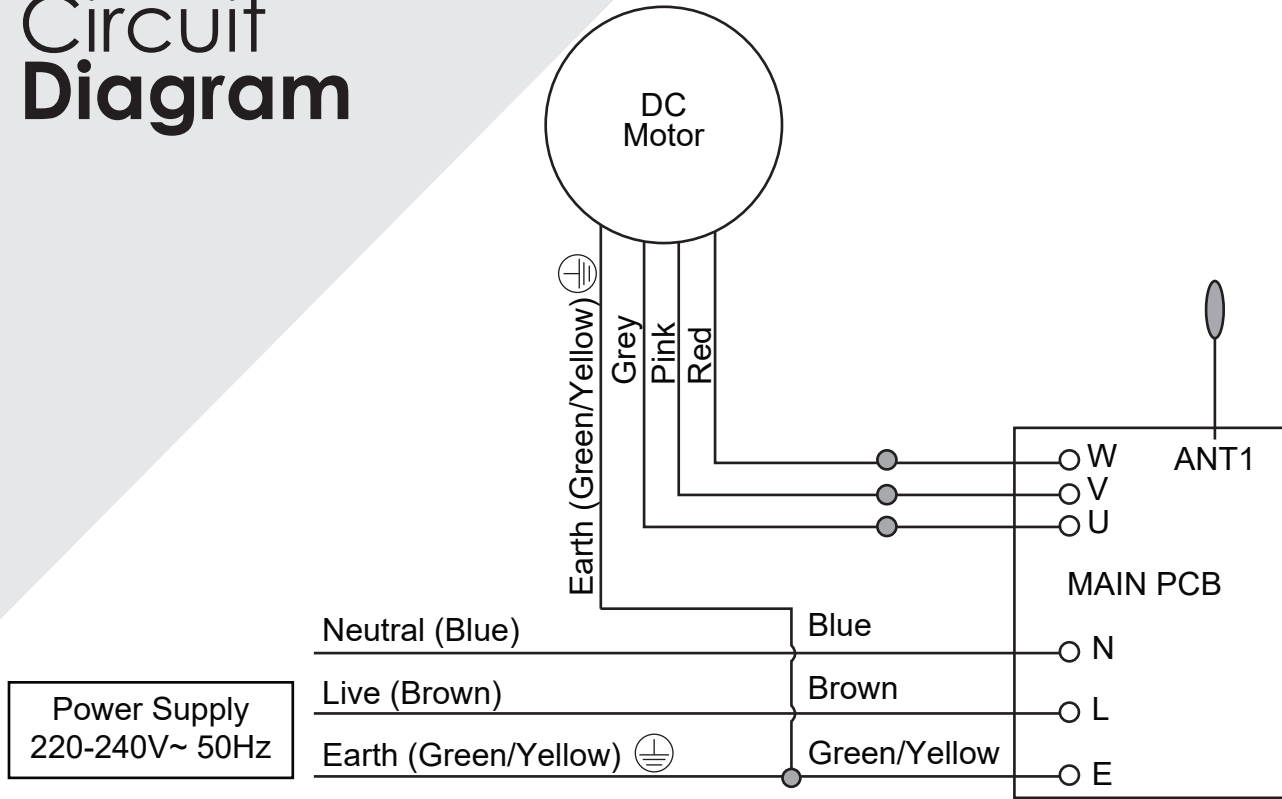 Circuit
Diagram
DC
Motor
Earth (Green/Yellow)
Grey
Pink
Red
W
ANT1
V
U
MAIN PCB
Neutral (Blue)
Blue
N
Live (Brown)
Brown
L
Power Supply
220-240V~ 50Hz
Earth (Green/Yellow)
Green/Yellow
E